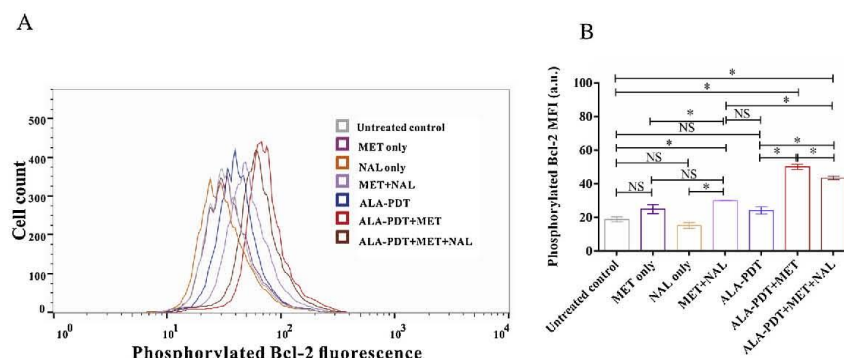 A
B
500
400
300
200
100
0
Cell count
10^0
10^1
10^2
10^3
10^4
Phosphorylated Bcl-2 fluorescence
Untreated control
MET only
NAL only
MET+NAL
ALA-PDT
ALA-PDT+MET
ALA-PDT+MET+NAL
Phosphorylated Bcl-2 MFI (a.u.)
100
80
60
40
20
0
*
*
*
*
NS
NS
*
*
*
*
NS
NS
NS
*
Untreated control
MET only
NAL only
MET+NAL
ALA-PDT
ALA-PDT+MET
ALA-PDT+MET+NAL